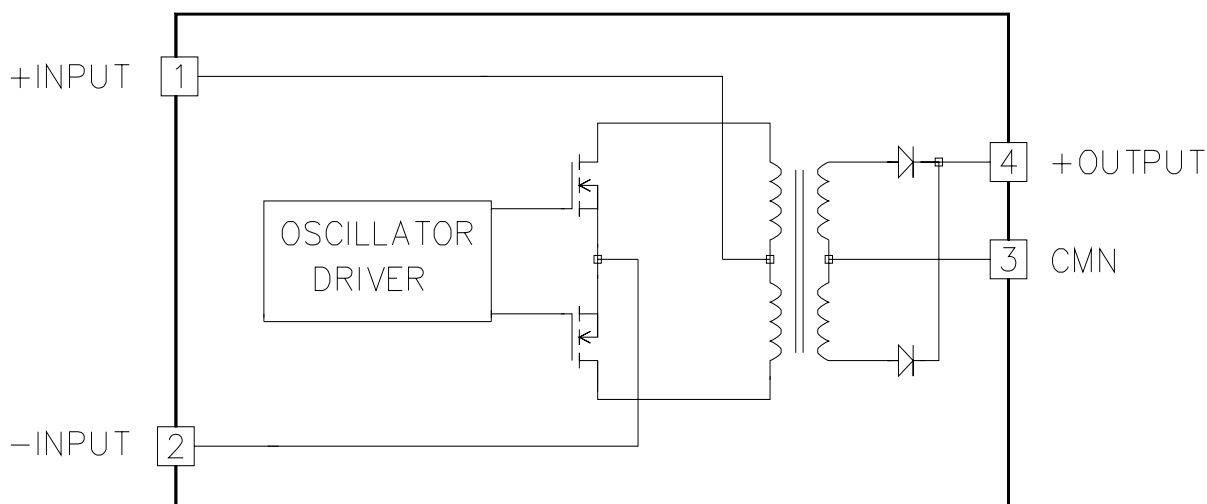 +INPUT 1
4 +OUTPUT
OSCILLATOR
DRIVER
3 CMN
-INPUT 2